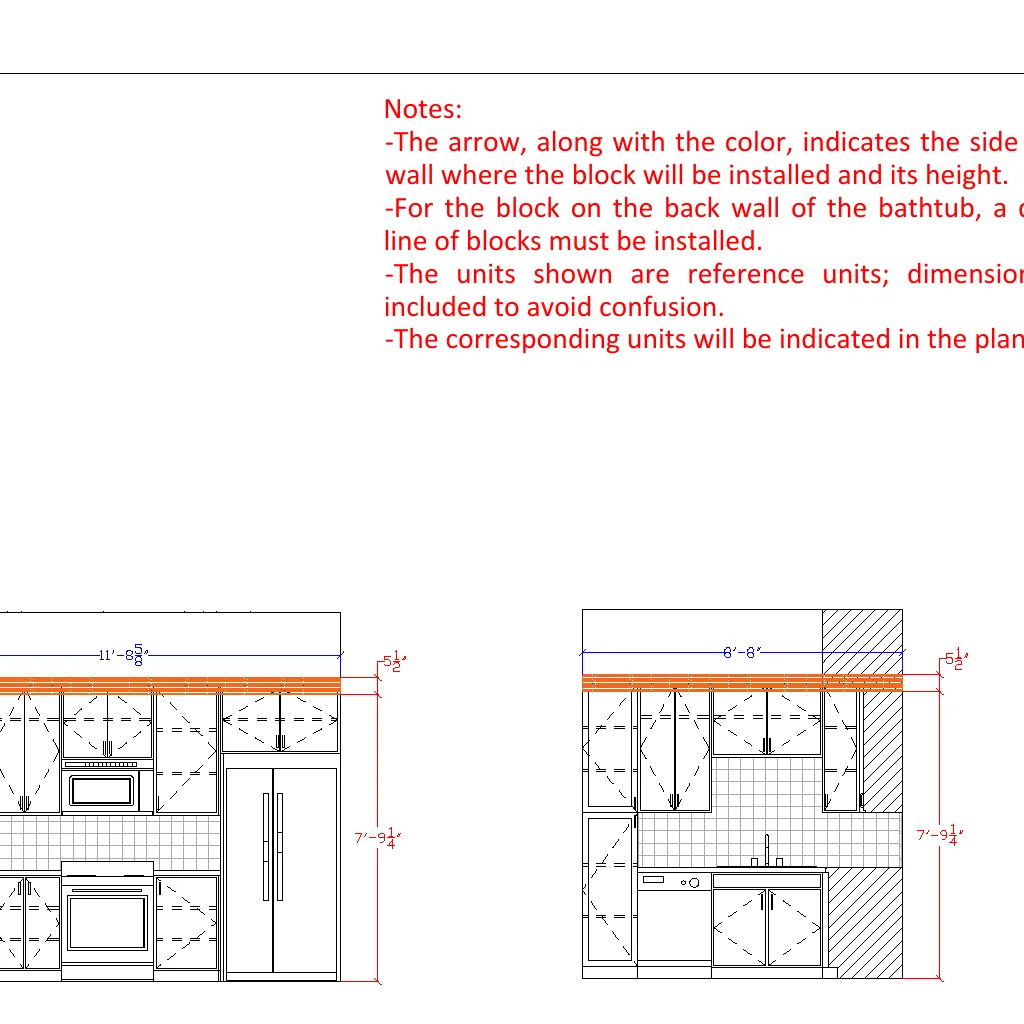 Notes:
-The arrow, along with the color, indicates the side
wall where the block will be installed and its height.
-For the block on the back wall of the bathtub, a
line of blocks must be installed.
-The units shown are reference units;
included to avoid confusion.
-The corresponding units will be indicated in the
11'-8 5/8"
5 1/2"
8'-8"
5 1/2"
7'-9 1/4"
7'-9 1/4"